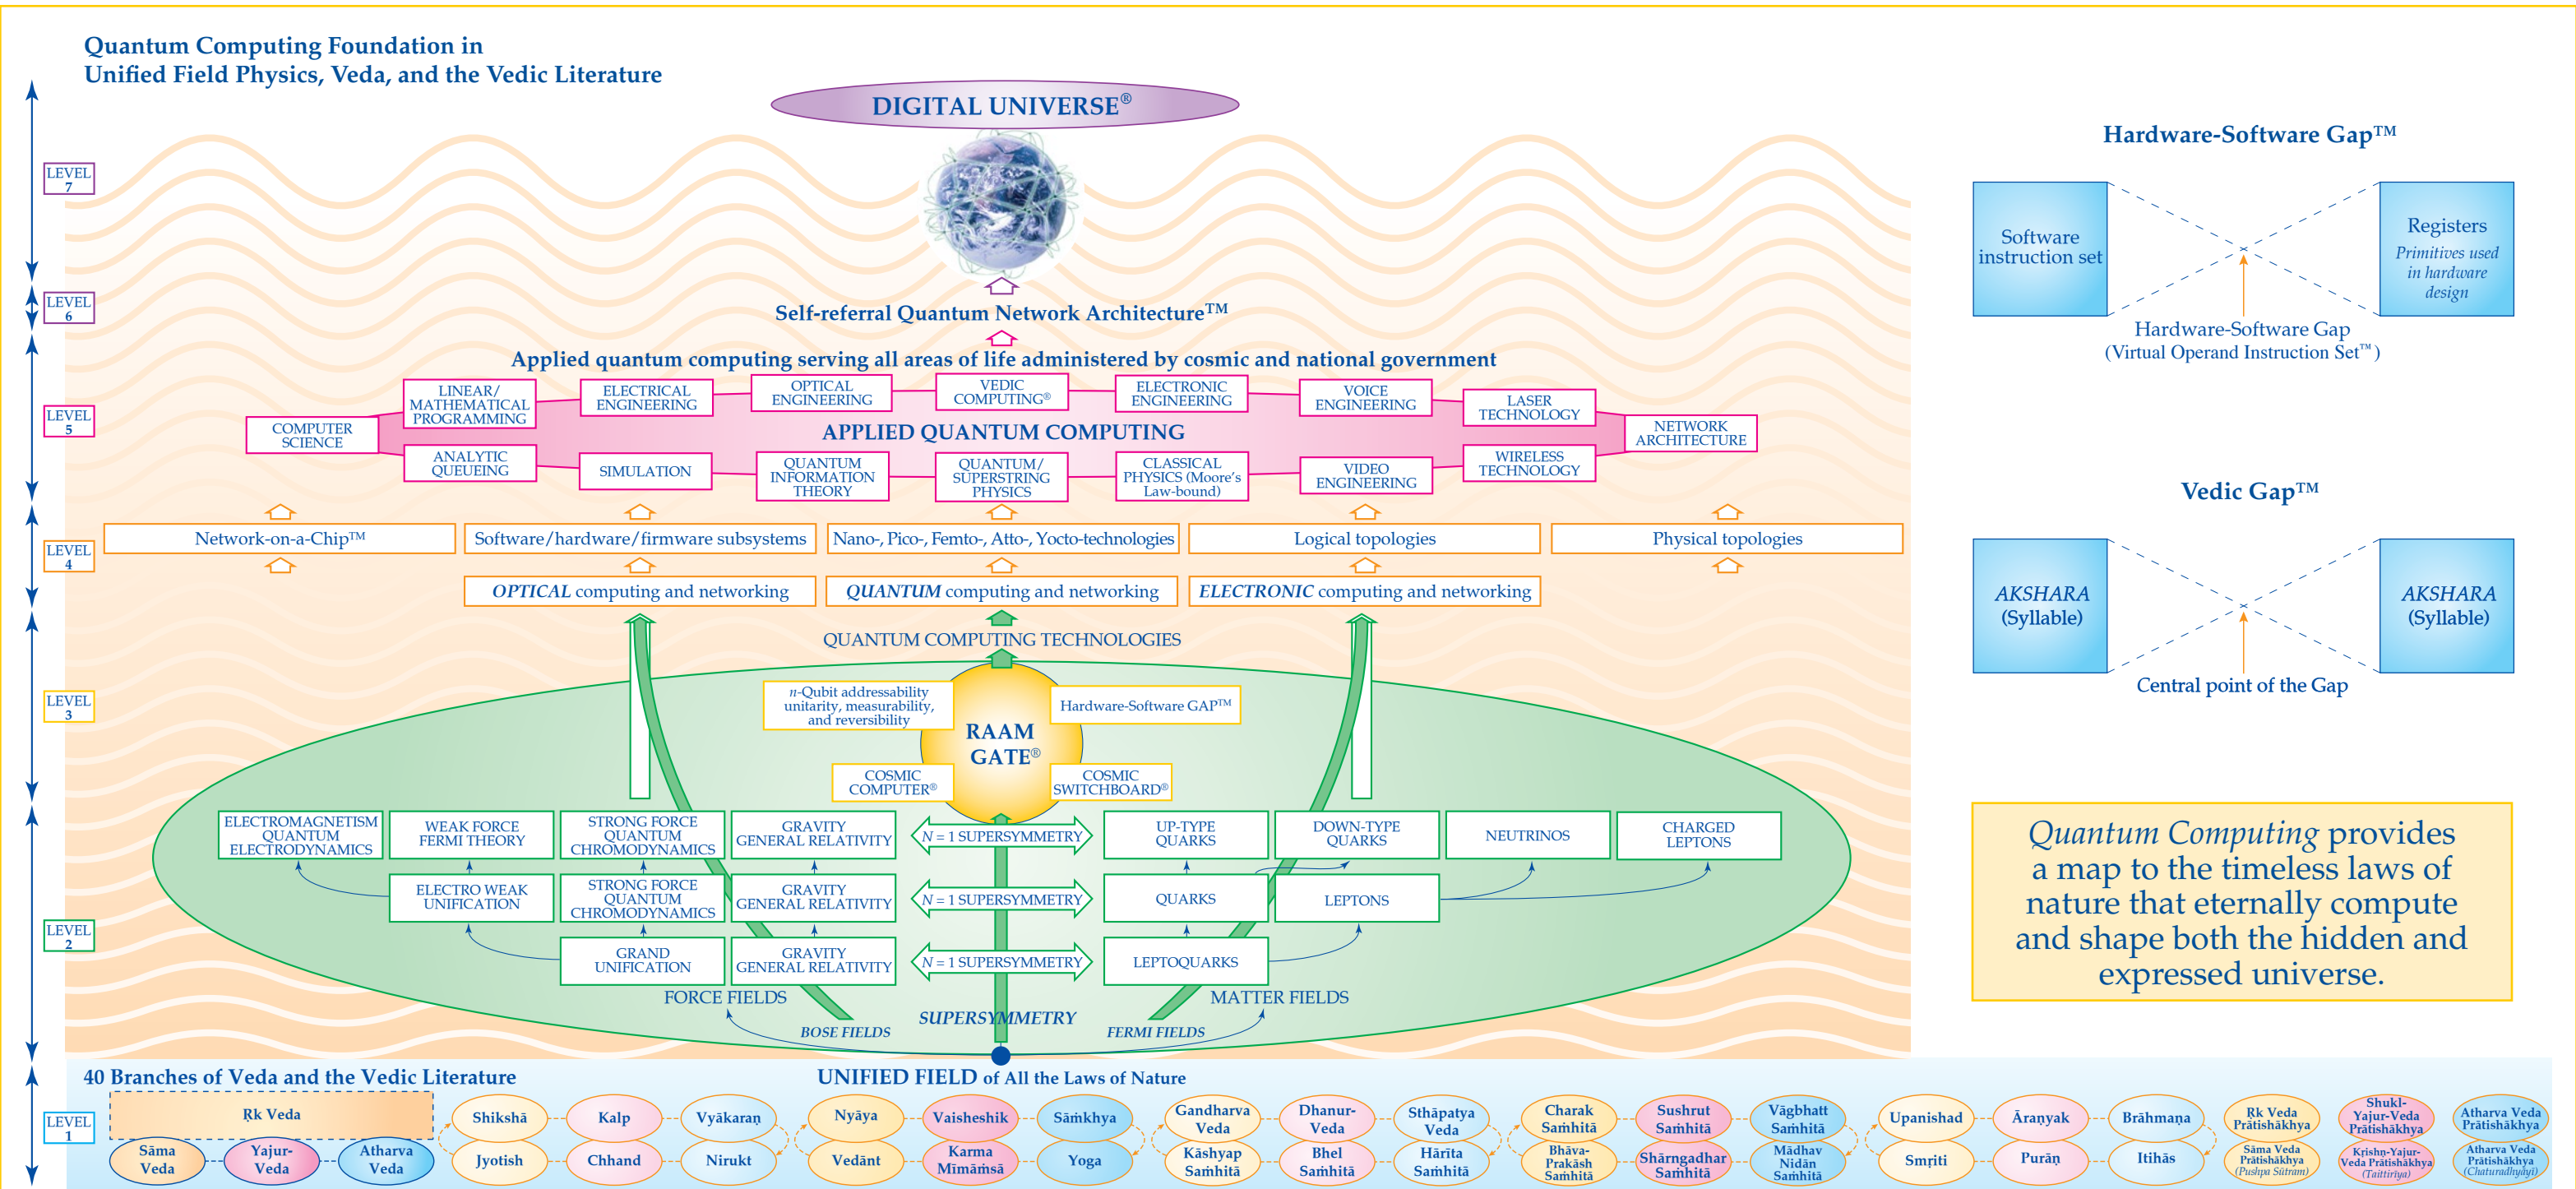 Quantum Computing Foundation in
Unified Field Physics, Veda, and the Vedic Literature
DIGITAL UNIVERSE®
LEVEL
7
LEVEL
6
Self-referral Quantum Network Architecture™
Applied quantum computing serving all areas of life administered by cosmic and national government
LEVEL
5
COMPUTER
SCIENCE
LINEAR/
MATHEMATICAL
PROGRAMMING
ELECTRICAL
ENGINEERING
OPTICAL
ENGINEERING
VEDIC
COMPUTING®
ELECTRONIC
ENGINEERING
VOICE
ENGINEERING
LASER
TECHNOLOGY
NETWORK
ARCHITECTURE
APPLIED QUANTUM COMPUTING
ANALYTIC
QUEUEING
SIMULATION
QUANTUM
INFORMATION
THEORY
QUANTUM/
SUPERSTRING
PHYSICS
CLASSICAL
PHYSICS (Moore's
Law-bound)
VIDEO
ENGINEERING
WIRELESS
TECHNOLOGY
LEVEL
4
Network-on-a-Chip™
Software/hardware/firmware subsystems
Nano-, Pico-, Femto-, Atto-, Yocto-technologies
Logical topologies
Physical topologies
OPTICAL computing and networking
QUANTUM computing and networking
ELECTRONIC computing and networking
QUANTUM COMPUTING TECHNOLOGIES
LEVEL
3
n-Qubit addressability
unitarity, measurability,
and reversibility
Hardware-Software GAP™
RAAM
GATE®
COSMIC
COMPUTER®
COSMIC
SWITCHBOARD®
LEVEL
2
ELECTROMAGNETISM
QUANTUM
ELECTRODYNAMICS
WEAK FORCE
FERMI THEORY
STRONG FORCE
QUANTUM
CHROMODYNAMICS
GRAVITY
GENERAL RELATIVITY
N = 1 SUPERSYMMETRY
UP-TYPE
QUARKS
DOWN-TYPE
QUARKS
NEUTRINOS
CHARGED
LEPTONS
ELECTRO WEAK
UNIFICATION
STRONG FORCE
QUANTUM
CHROMODYNAMICS
GRAVITY
GENERAL RELATIVITY
N = 1 SUPERSYMMETRY
QUARKS
LEPTONS
GRAND
UNIFICATION
GRAVITY
GENERAL RELATIVITY
N = 1 SUPERSYMMETRY
LEPTOQUARKS
FORCE FIELDS
MATTER FIELDS
BOSE FIELDS
SUPERSYMMETRY
FERMI FIELDS
40 Branches of Veda and the Vedic Literature
UNIFIED FIELD of All the Laws of Nature
LEVEL
1
Ṛk Veda
Sāma
Veda
Yajur-
Veda
Atharva
Veda
Shikshā
Kalp
Vyākaraṇ
Jyotish
Chhand
Nirukt
Nyāya
Vaisheshik
Sāṁkhya
Vedānt
Karma
Mīmāṁsā
Yoga
Gandharva
Veda
Dhanur-
Veda
Sthāpatya
Veda
Kāshyap
Saṁhitā
Bhel
Saṁhitā
Hārīta
Saṁhitā
Charak
Saṁhitā
Sushrut
Saṁhitā
Vāgbhatt
Saṁhitā
Bhāva-
Prakāsh
Saṁhitā
Shārngadhar
Saṁhitā
Mādhav
Nidān
Saṁhitā
Upanishad
Āraṇyak
Brāhmaṇa
Smṛiti
Purāṇ
Itihās
Ṛk Veda
Prātishākhya
Shukl-
Yajur-Veda
Prātishākhya
Atharva Veda
Prātishākhya
Sāma Veda
Prātishākhya
(Pushpa Sūtram)
Kṛishṇ-Yajur-
Veda Prātishākhya
(Taittirīya)
Atharva Veda
Prātishākhya
(Chaturadhyāyī)
Hardware-Software Gap™
Software
instruction set
Registers
Primitives used
in hardware
design
Hardware-Software Gap
(Virtual Operand Instruction Set™)
Vedic Gap™
AKSHARA
(Syllable)
AKSHARA
(Syllable)
Central point of the Gap
Quantum Computing provides
a map to the timeless laws of
nature that eternally compute
and shape both the hidden and
expressed universe.